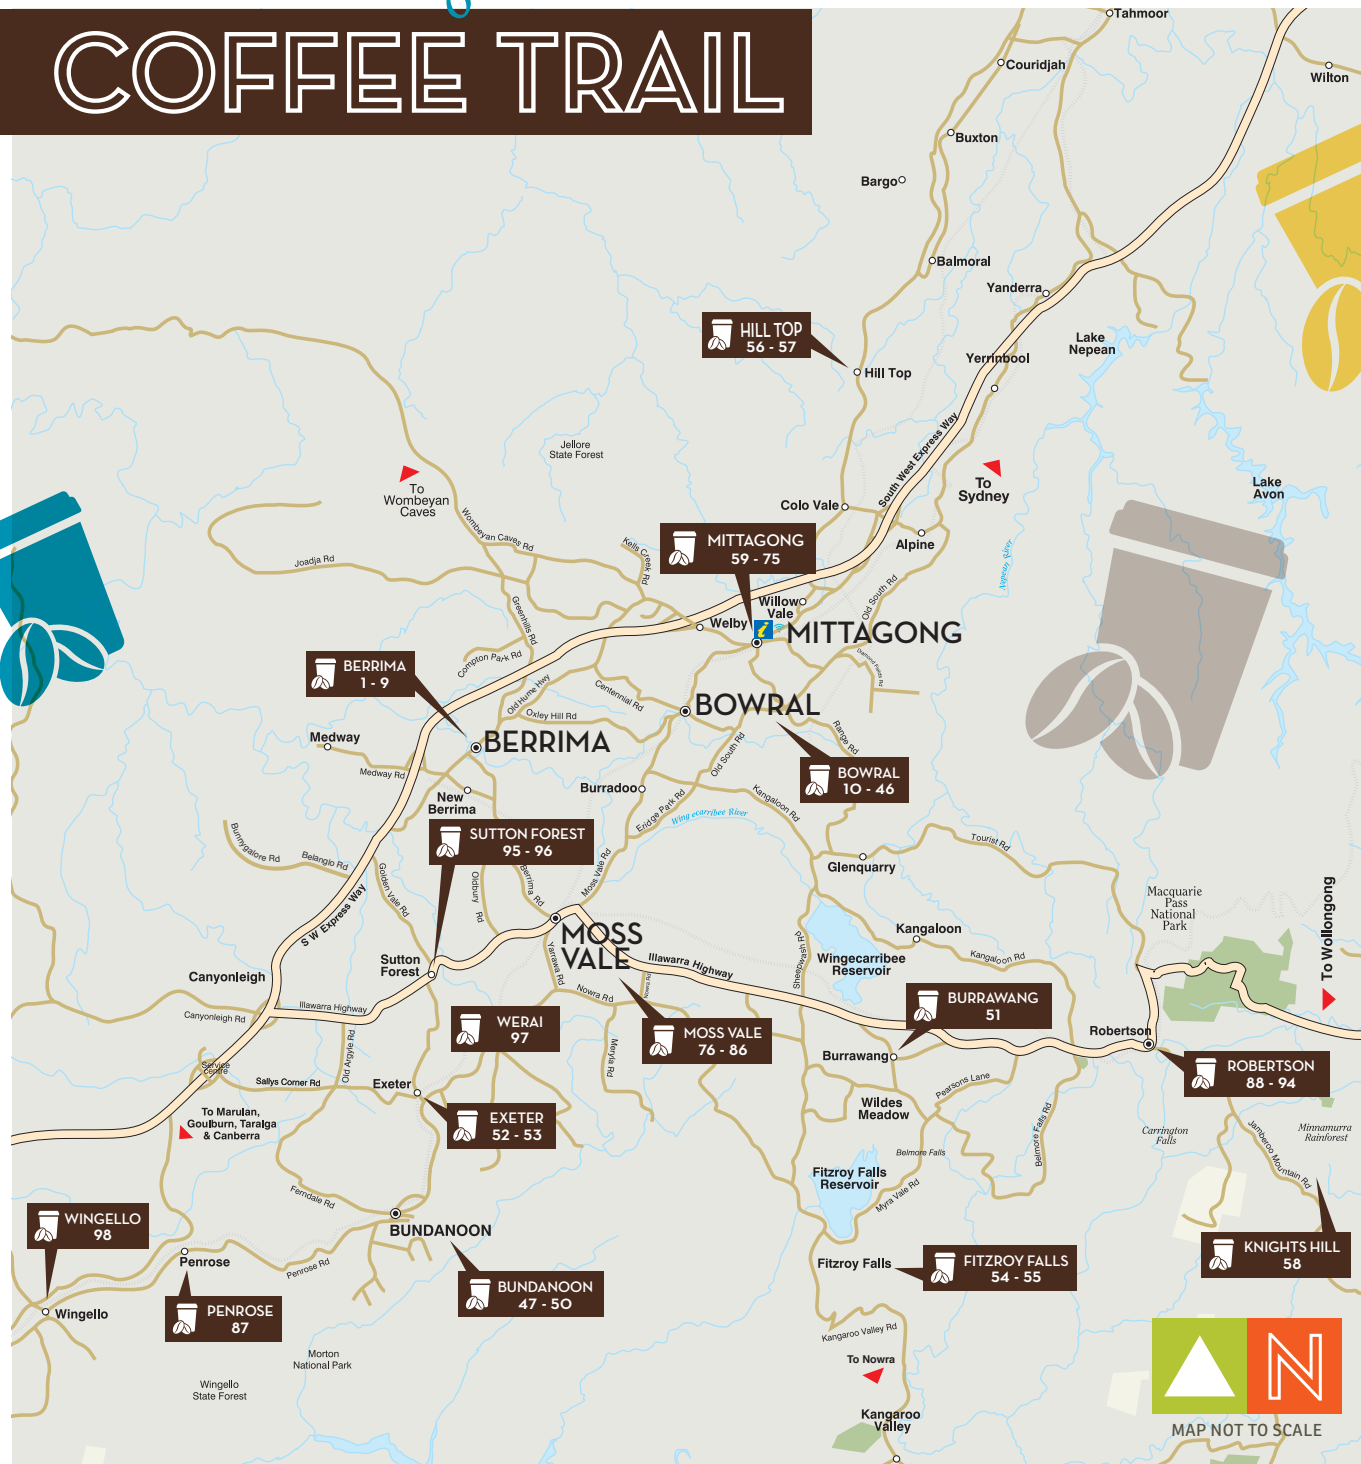 COFFEE TRAIL
Tahmoor
Couridjah
Wilton
Buxton
Bargo
Balmoral
Yanderra
HILL TOP
56 - 57
Hill Top
Lake
Nepean
Yerrinbool
South West Express Way
Jellore
State Forest
To
Wombeyan
Caves
To
Sydney
Lake
Avon
Colo Vale
Alpine
Wombeyan Caves Rd
Kells Creek Rd
Joadja Rd
MITTAGONG
59 - 75
Nepean River
Old South Rd
Willow
Vale
Welby
i
MITTAGONG
Greenhills Rd
Compton Park Rd
Diamond Fields Rd
BERRIMA
1 - 9
Old Hume Hwy
Centennial Rd
Oxley Hill Rd
BOWRAL
BERRIMA
Range Rd
Old South Rd
Medway
Medway Rd
BOWRAL
10 - 46
New
Berrima
Burradoo
Eridge Park Rd
Kangaloon Rd
Wing ecarribee River
SUTTON FOREST
95 - 96
Bunnygalore Rd
Belanglo Rd
Golden Vale Rd
Oldbury Rd
Berrima Rd
Moss Vale Rd
Tourist Rd
Glenquarry
S W Express Way
MOSS
VALE
Macquarie
Pass
National
Park
To Wollongong
Kangaloon
Kangaloon Rd
Sheepwash Rd
Wingecarribee
Reservoir
Sutton
Forest
Yarrawa Rd
Illawarra Highway
Nowra Rd
Nowra Rd
Canyonleigh
Illawarra Highway
Canyonleigh Rd
BURRAWANG
51
WERAI
97
MOSS VALE
76 - 86
Robertson
Burrawang
ROBERTSON
88 - 94
Old Argyle Rd
Meryla Rd
Service
centre
Sallys Corner Rd
Exeter
Pearsons Lane
Wildes
Meadow
EXETER
52 - 53
To Marulan,
Goulburn, Taralga
& Canberra
Belmore Falls Rd
Belmore Falls
Carrington
Falls
Jamberoo Mountain Rd
Minnamurra
Rainforest
Fitzroy Falls
Reservoir
Myra Vale Rd
Ferndale Rd
WINGELLO
98
BUNDANOON
KNIGHTS HILL
58
Penrose
Penrose Rd
Fitzroy Falls
FITZROY FALLS
54 - 55
BUNDANOON
47 - 50
Wingello
PENROSE
87
Kangaroo Valley Rd
To Nowra
Morton
National Park
Wingello
State Forest
Kangaroo
Valley
N
MAP NOT TO SCALE